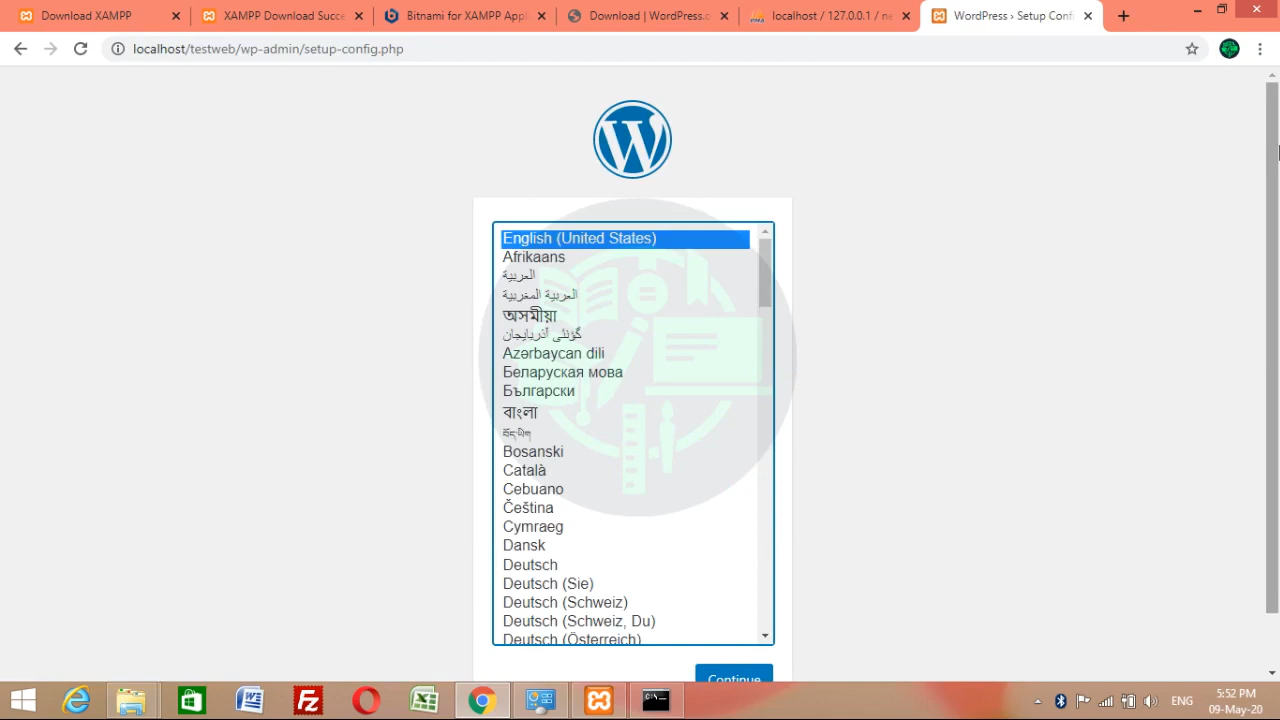 Download XAMPP
XAMPP Download Succe
Bitnami for XAMPP Appl
Download | WordPress.o
localhost / 127.0.0.1 / ne
WordPress › Setup Confi
localhost/testweb/wp-admin/setup-config.php
English (United States)
Afrikaans
العربية
العربية المغربية
অসমীয়া
گؤنئی آذربایجان
Azərbaycan dili
Беларуская мова
Български
বাংলা
བོད་ཡིག
Bosanski
Català
Cebuano
Čeština
Cymraeg
Dansk
Deutsch
Deutsch (Sie)
Deutsch (Schweiz)
Deutsch (Schweiz, Du)
Deutsch (Österreich)
Continue
ENG
5:52 PM
09-May-20